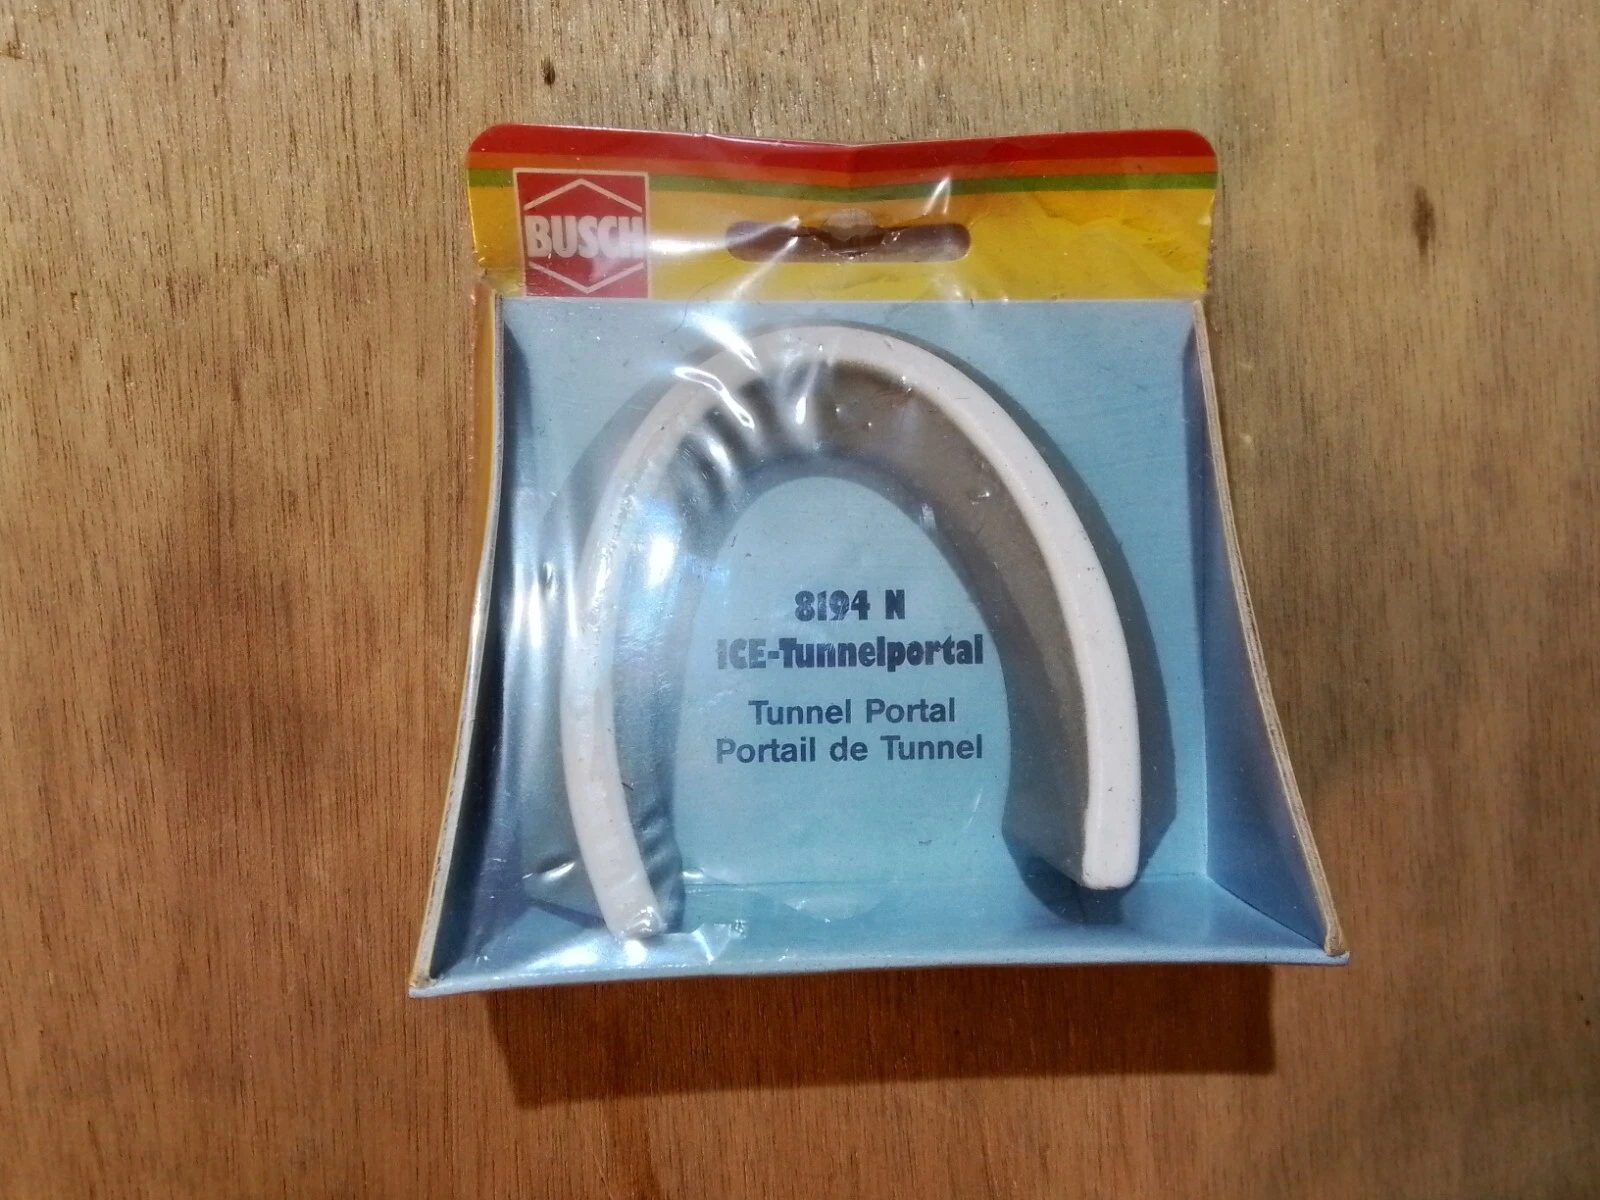 BUSCH
8194 N
ICE-Tunnelportal
Tunnel Portal
Portail de Tunnel